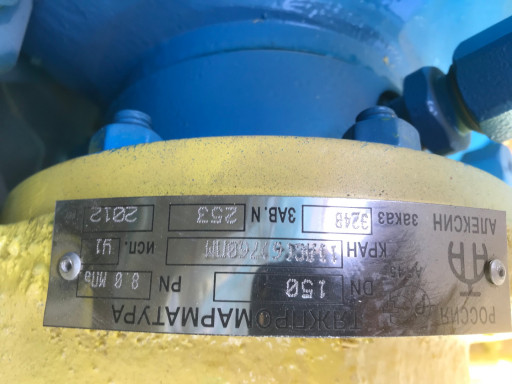 РОССИЯ ТЯЖПРОМАРМАТУРА
DN 150 PN 8.0 МПа
КРАН ИСП. У1
АЛЕКСИН заказ 3248 ЗАВ.N 253 2012